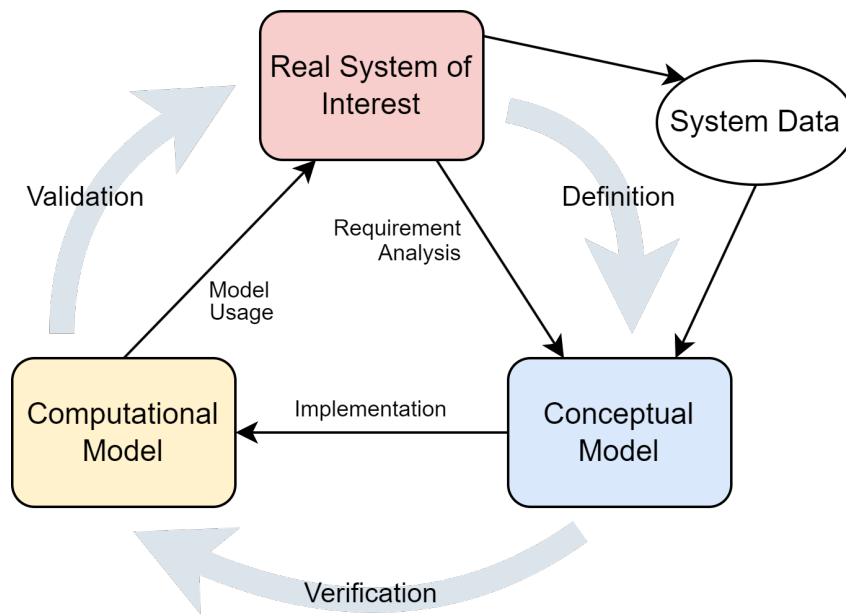 Real System of
Interest
System Data
Validation
Definition
Requirement
Analysis
Model
Usage
Computational
Model
Implementation
Conceptual
Model
Verification